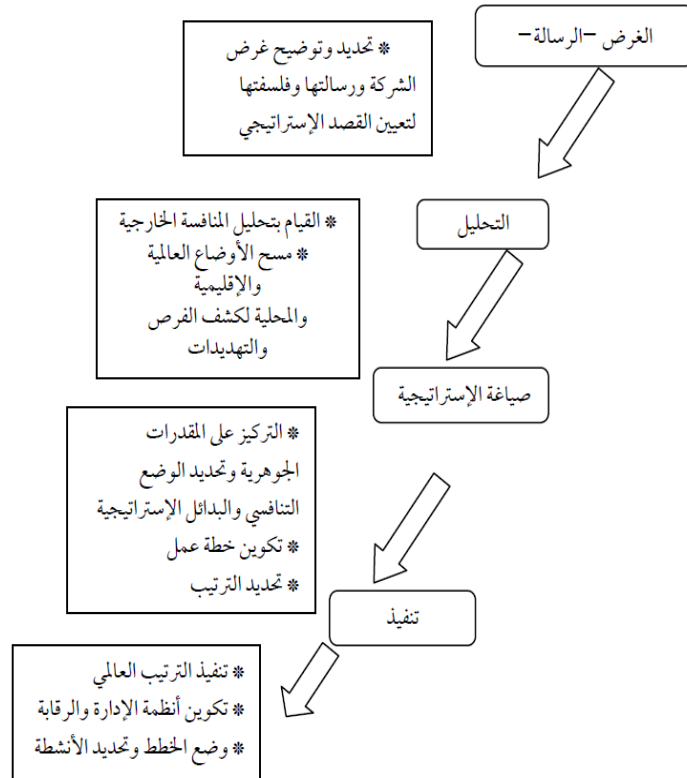 الغرض –الرسالة–
* تحديد وتوضيح غرض
الشركة ورسالتها وفلسفتها
لتعيين القصد الإستراتيجي
التحليل
* القيام بتحليل المنافسة الخارجية
* مسح الأوضاع العالمية
والإقليمية
والمحلية لكشف الفرص
والتهديدات
صياغة الإستراتيجية
* التركيز على المقدرات
الجوهرية وتحديد الوضع
التنافسي والبدائل الإستراتيجية
* تكوين خطة عمل
* تحديد الترتيب
تنفيذ
* تنفيذ الترتيب العالمي
* تكوين أنظمة الإدارة والرقابة
* وضع الخطط وتحديد الأنشطة